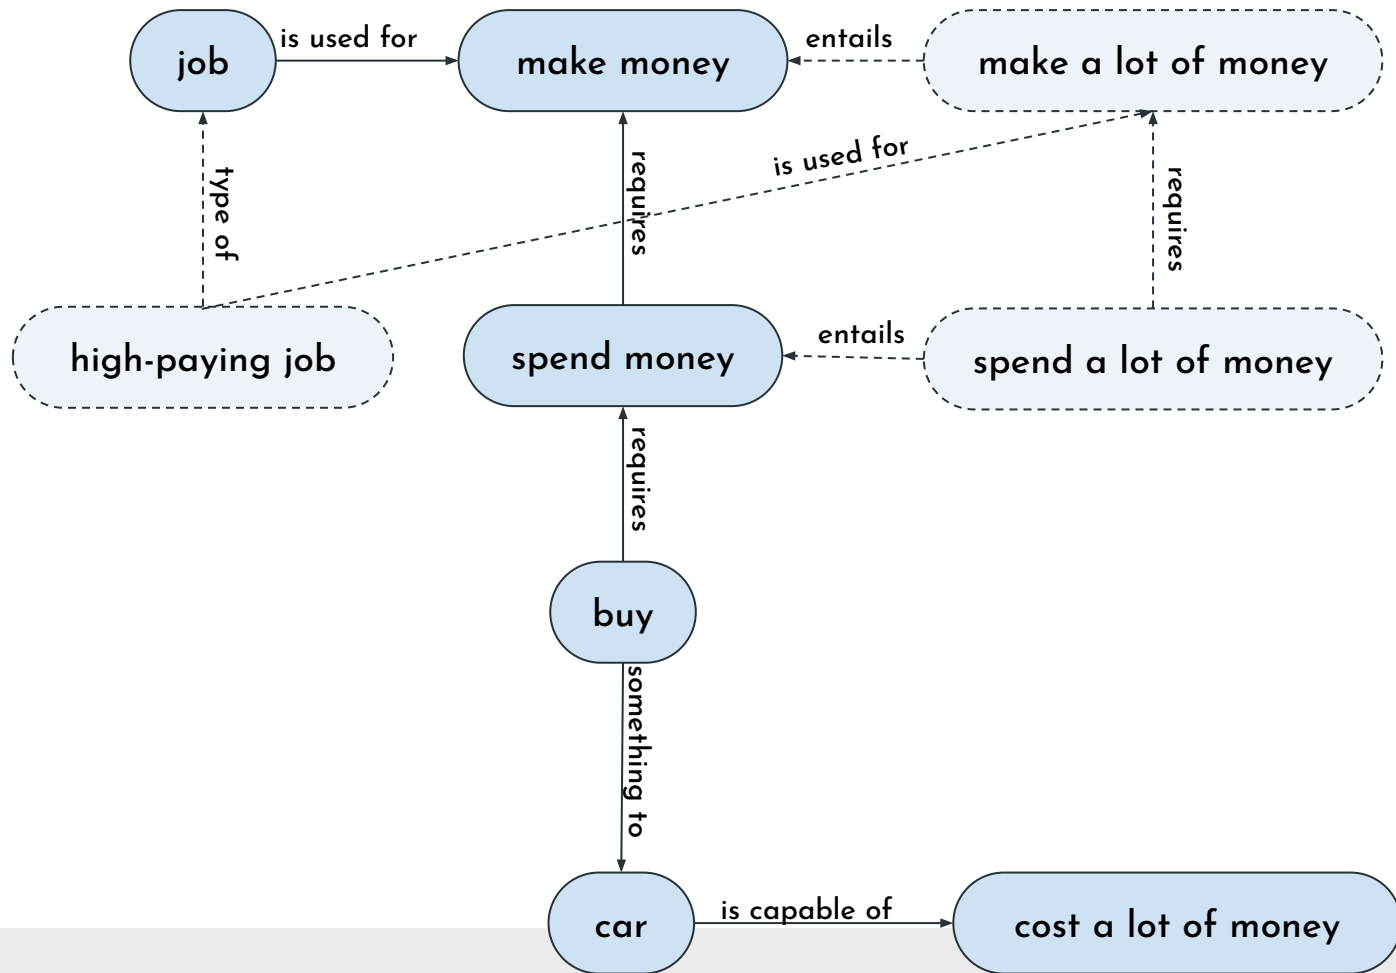 job
is used for
make money
entails
make a lot of money
is used for
type of
requires
requires
high-paying job
spend money
entails
spend a lot of money
requires
buy
something to
car
is capable of
cost a lot of money